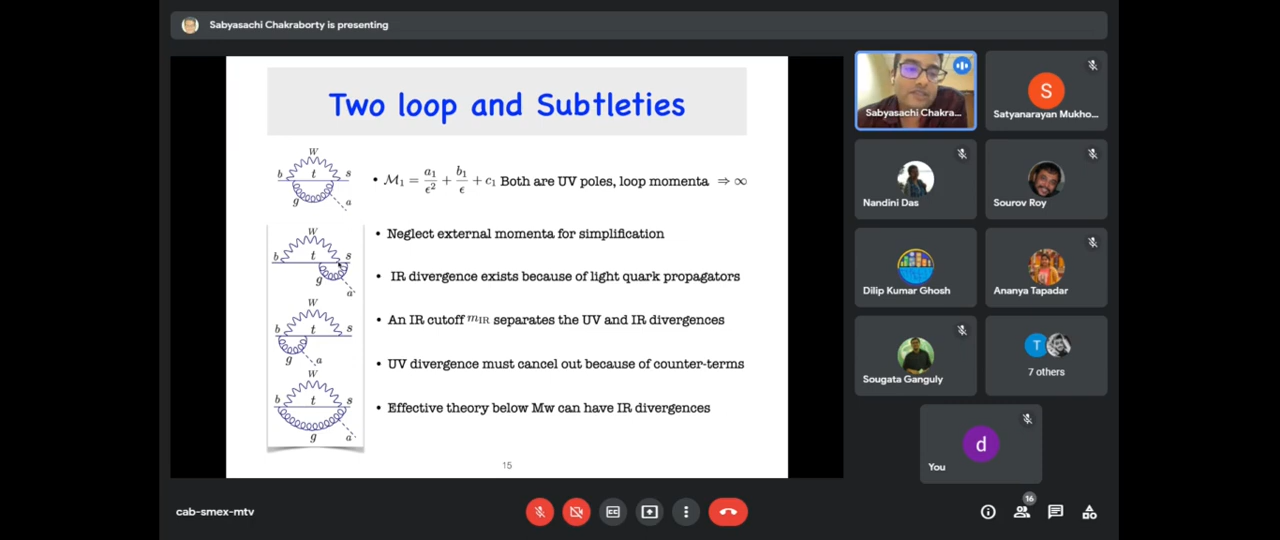 Sabyasachi Chakraborty is presenting
Two loop and Subtleties
W
b t s
g a
• M₁ = a₁/ε² + b₁/ε + c₁ Both are UV poles, loop momenta ⇒ ∞
W
b t s
g a
• Neglect external momenta for simplification
• IR divergence exists because of light quark propagators
W
b t s
g a
• An IR cutoff m_IR separates the UV and IR divergences
• UV divergence must cancel out because of counter-terms
W
b t s
g a
• Effective theory below Mw can have IR divergences
15
Sabyasachi Chakra...
S
Satyanarayan Mukho...
Nandini Das
Sourov Roy
Dilip Kumar Ghosh
Ananya Tapadar
Sougata Ganguly
T
7 others
d
You
cab-smex-mtv
CC
16